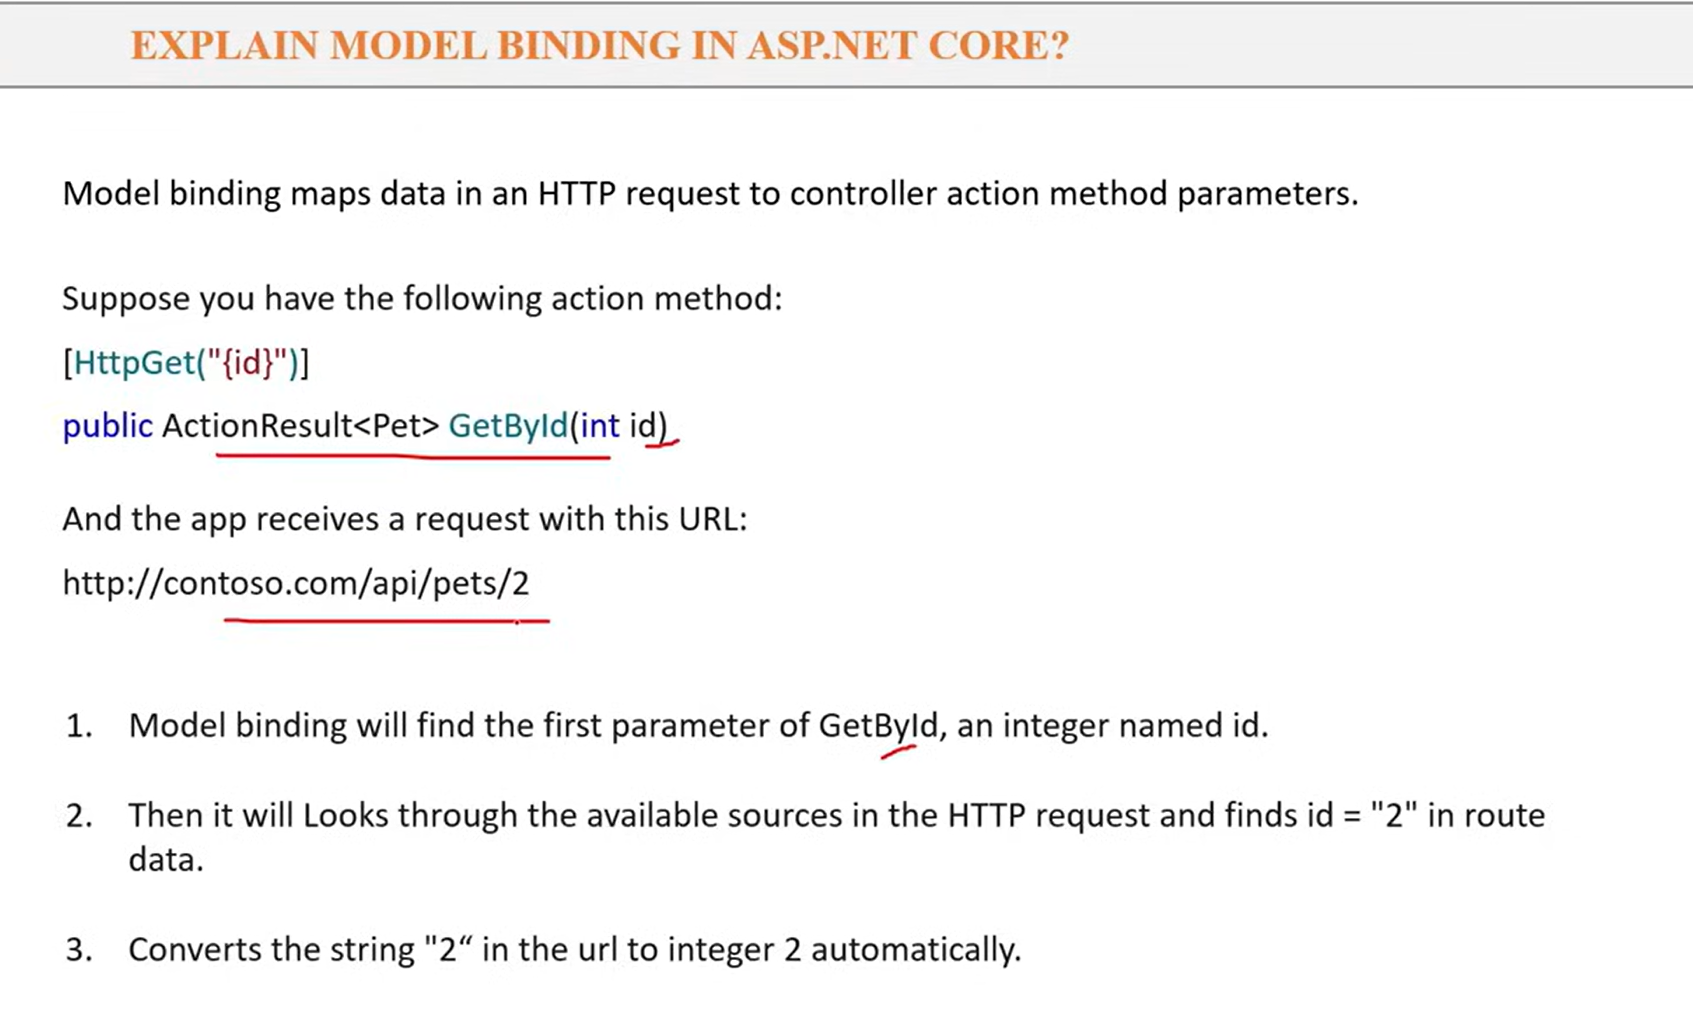 EXPLAIN MODEL BINDING IN ASP.NET CORE?
Model binding maps data in an HTTP request to controller action method parameters.
Suppose you have the following action method:
[HttpGet("{id}")]
public ActionResult<Pet> GetById(int id)
And the app receives a request with this URL:
http://contoso.com/api/pets/2
1. Model binding will find the first parameter of GetById, an integer named id.
2. Then it will Looks through the available sources in the HTTP request and finds id = "2" in route
data.
3. Converts the string "2“ in the url to integer 2 automatically.